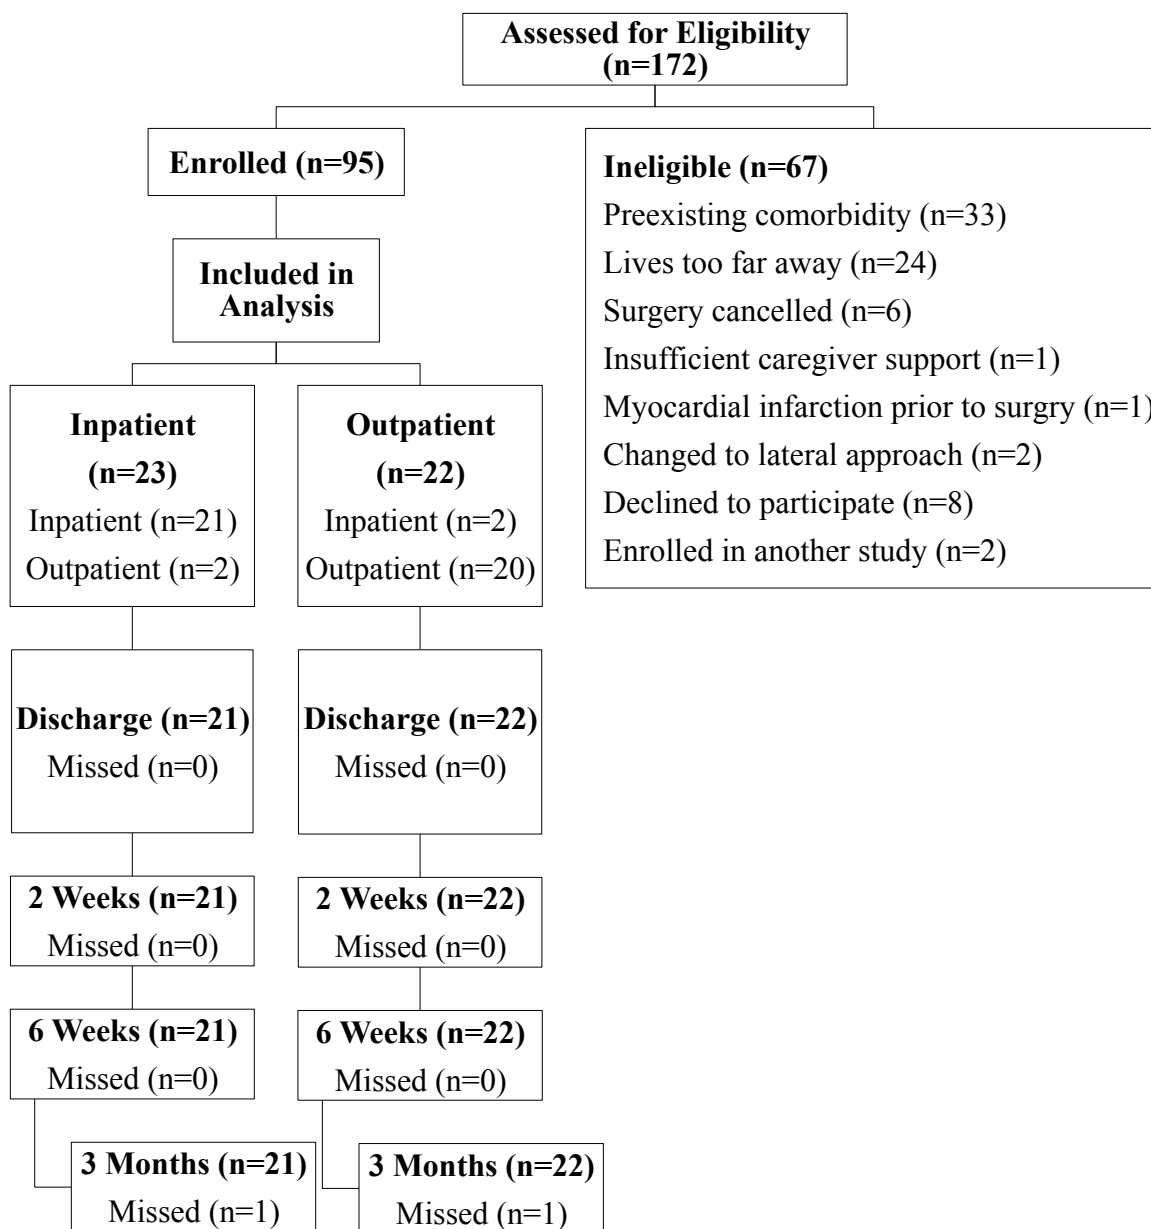 Assessed for Eligibility
(n=172)
Enrolled (n=95)
Ineligible (n=67)
Preexisting comorbidity (n=33)
Lives too far away (n=24)
Surgery cancelled (n=6)
Insufficient caregiver support (n=1)
Myocardial infarction prior to surgry (n=1)
Changed to lateral approach (n=2)
Declined to participate (n=8)
Enrolled in another study (n=2)
Included in
Analysis
Inpatient
(n=23)
Inpatient (n=21)
Outpatient (n=2)
Outpatient
(n=22)
Inpatient (n=2)
Outpatient (n=20)
Discharge (n=21)
Missed (n=0)
Discharge (n=22)
Missed (n=0)
2 Weeks (n=21)
Missed (n=0)
2 Weeks (n=22)
Missed (n=0)
6 Weeks (n=21)
Missed (n=0)
6 Weeks (n=22)
Missed (n=0)
3 Months (n=21)
Missed (n=1)
3 Months (n=22)
Missed (n=1)